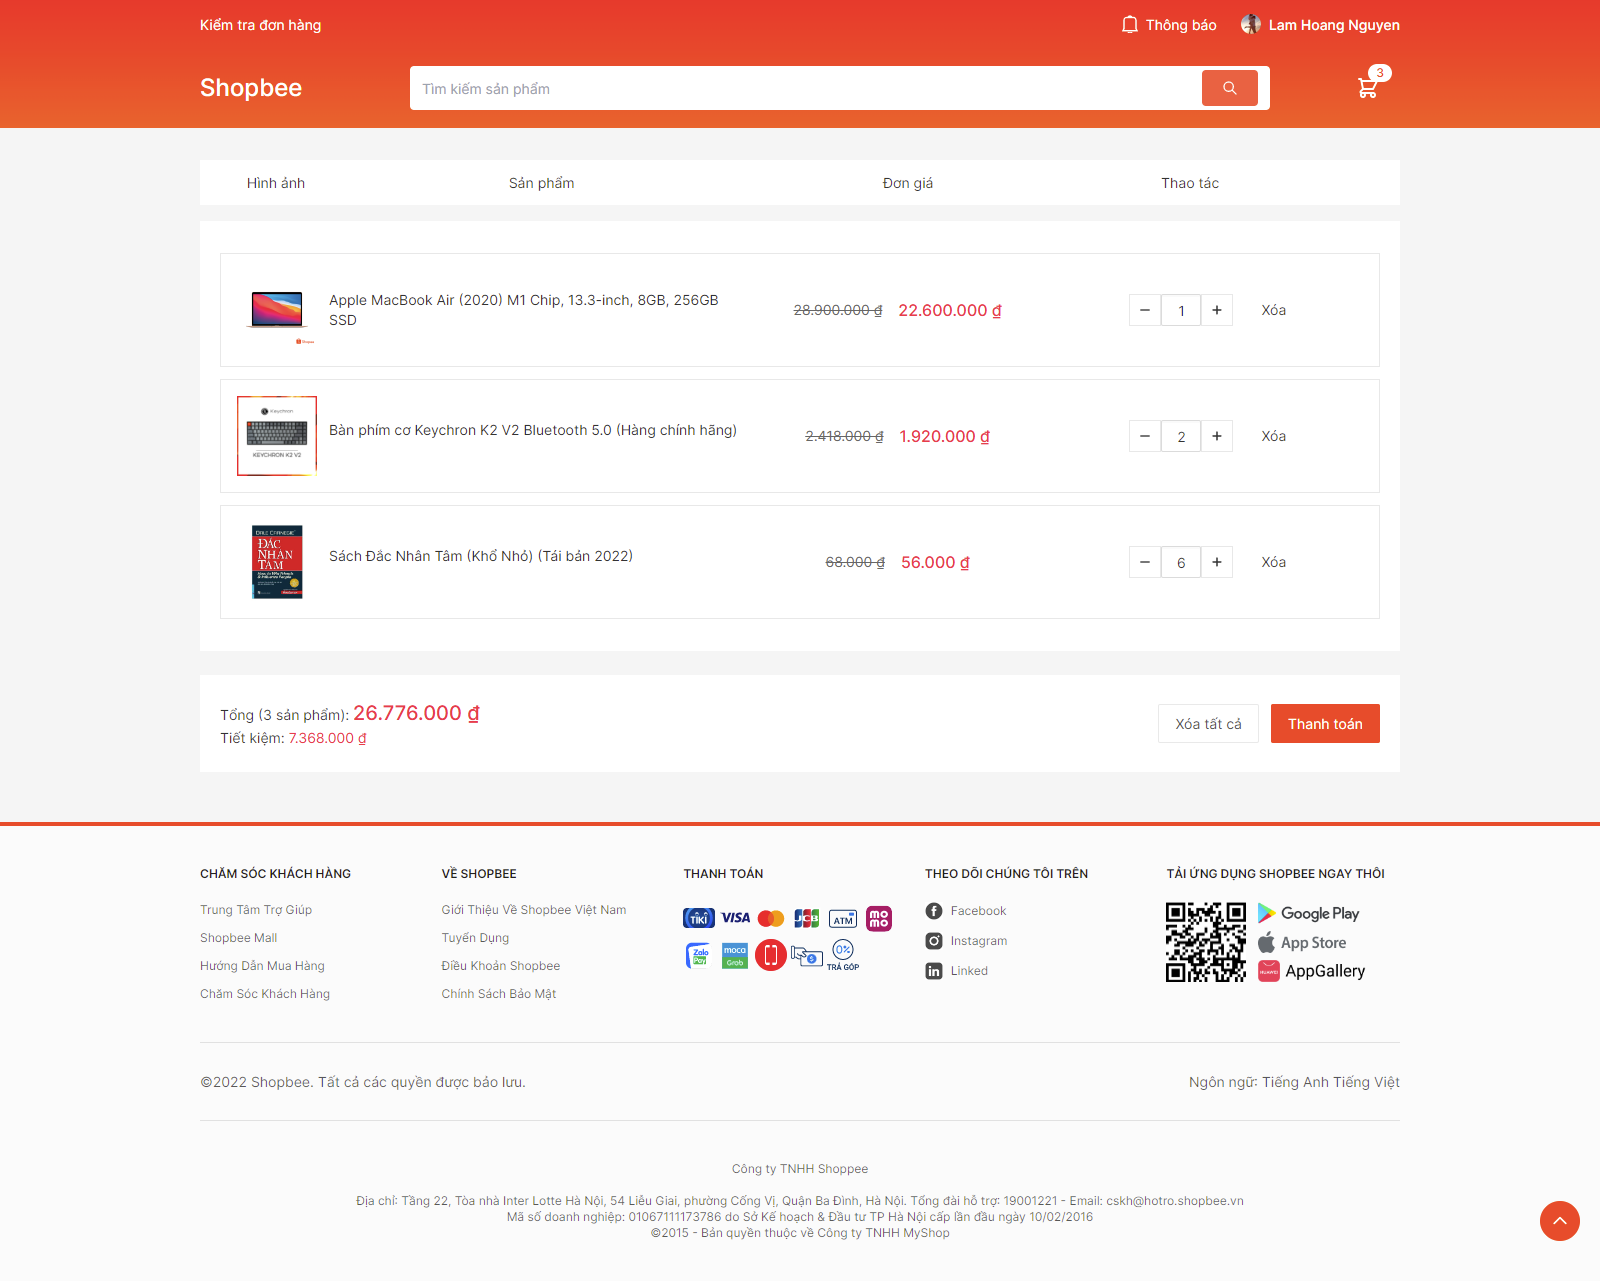 Kiểm tra đơn hàng
Thông báo
Lam Hoang Nguyen
Shopbee
Tìm kiếm sản phẩm
3
Hình ảnh
Sản phẩm
Đơn giá
Thao tác
Apple MacBook Air (2020) M1 Chip, 13.3-inch, 8GB, 256GB
SSD
28.900.000 ₫
22.600.000 ₫
1
Xóa
Shopee
Keychron
KEYCHRON K2 V2
Bàn phím cơ Keychron K2 V2 Bluetooth 5.0 (Hàng chính hãng)
2.418.000 ₫
1.920.000 ₫
2
Xóa
DALE CARNEGIE
ĐẮC
NHÂN
TÂM
Sách Đắc Nhân Tâm (Khổ Nhỏ) (Tái bản 2022)
68.000 ₫
56.000 ₫
6
Xóa
Tổng (3 sản phẩm): 26.776.000 ₫
Tiết kiệm: 7.368.000 ₫
Xóa tất cả
Thanh toán
CHĂM SÓC KHÁCH HÀNG
Trung Tâm Trợ Giúp
Shopbee Mall
Hướng Dẫn Mua Hàng
Chăm Sóc Khách Hàng
VỀ SHOPBEE
Giới Thiệu Về Shopbee Việt Nam
Tuyển Dụng
Điều Khoản Shopbee
Chính Sách Bảo Mật
THANH TOÁN
TIKI
VISA
JCB
ATM
mo
mo
Zalo
Pay
moca
Grab
0%
TRẢ GÓP
THEO DÕI CHÚNG TÔI TRÊN
Facebook
Instagram
Linked
TẢI ỨNG DỤNG SHOPBEE NGAY THÔI
Google Play
App Store
HUAWEI
AppGallery
©2022 Shopbee. Tất cả các quyền được bảo lưu.
Ngôn ngữ: Tiếng Anh Tiếng Việt
Công ty TNHH Shoppee
Địa chỉ: Tầng 22, Tòa nhà Inter Lotte Hà Nội, 54 Liễu Giai, phường Cống Vị, Quận Ba Đình, Hà Nội. Tổng đài hỗ trợ: 19001221 - Email: cskh@hotro.shopbee.vn
Mã số doanh nghiệp: 01067111173786 do Sở Kế hoạch & Đầu tư TP Hà Nội cấp lần đầu ngày 10/02/2016
©2015 - Bản quyền thuộc về Công ty TNHH MyShop